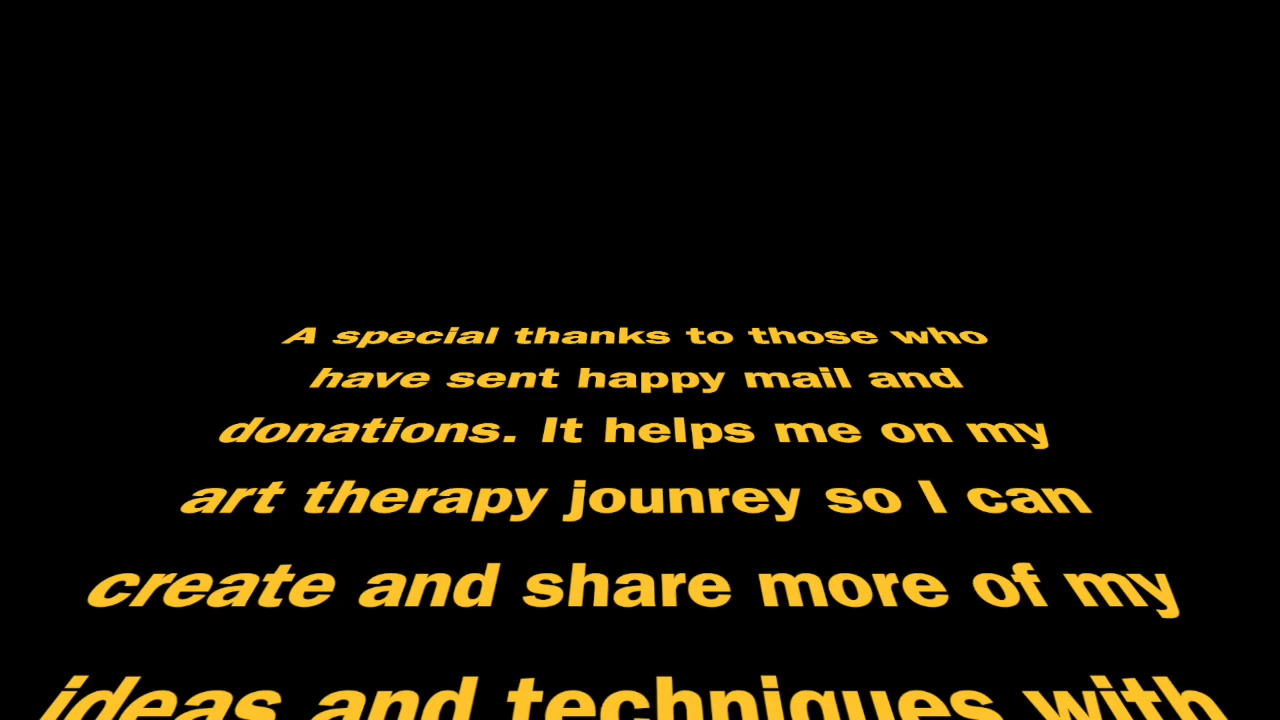 A special thanks to those who
have sent happy mail and
donations. It helps me on my
art therapy jounrey so I can
create and share more of my
ideas and techniques with